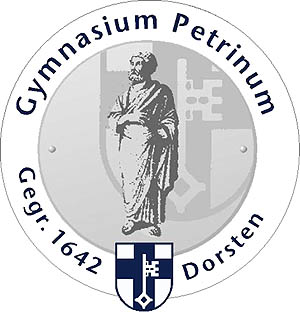 Gymnasium Petrinum
Gegr. 1642
Dorsten